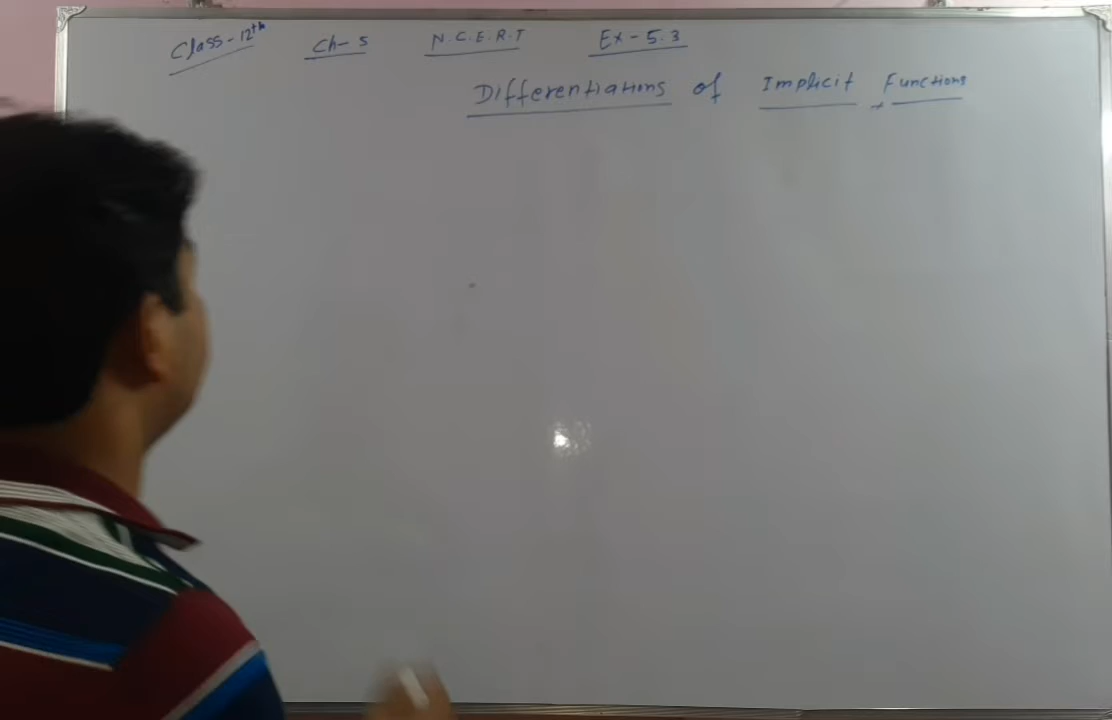 Class-12th Ch-5 N.C.E.R.T Ex-5.3
Differentiations of Implicit Functions